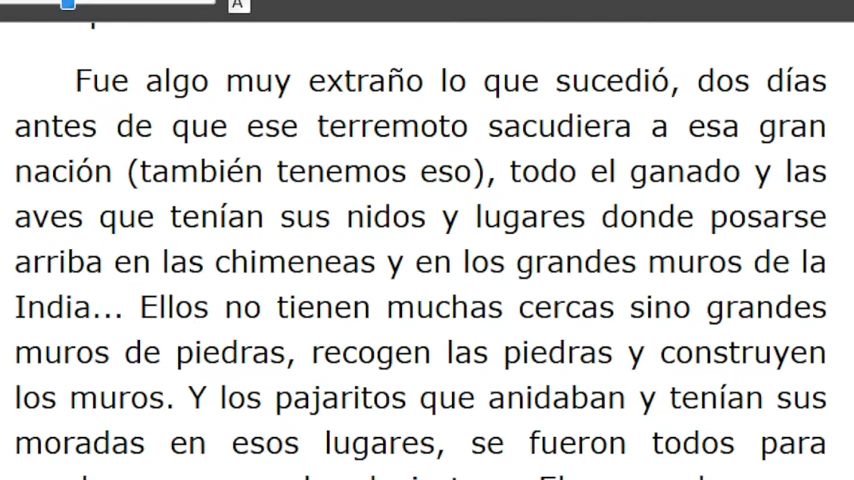 A
Fue algo muy extraño lo que sucedió, dos días
antes de que ese terremoto sacudiera a esa gran
nación (también tenemos eso), todo el ganado y las
aves que tenían sus nidos y lugares donde posarse
arriba en las chimeneas y en los grandes muros de la
India... Ellos no tienen muchas cercas sino grandes
muros de piedras, recogen las piedras y construyen
los muros. Y los pajaritos que anidaban y tenían sus
moradas en esos lugares, se fueron todos para